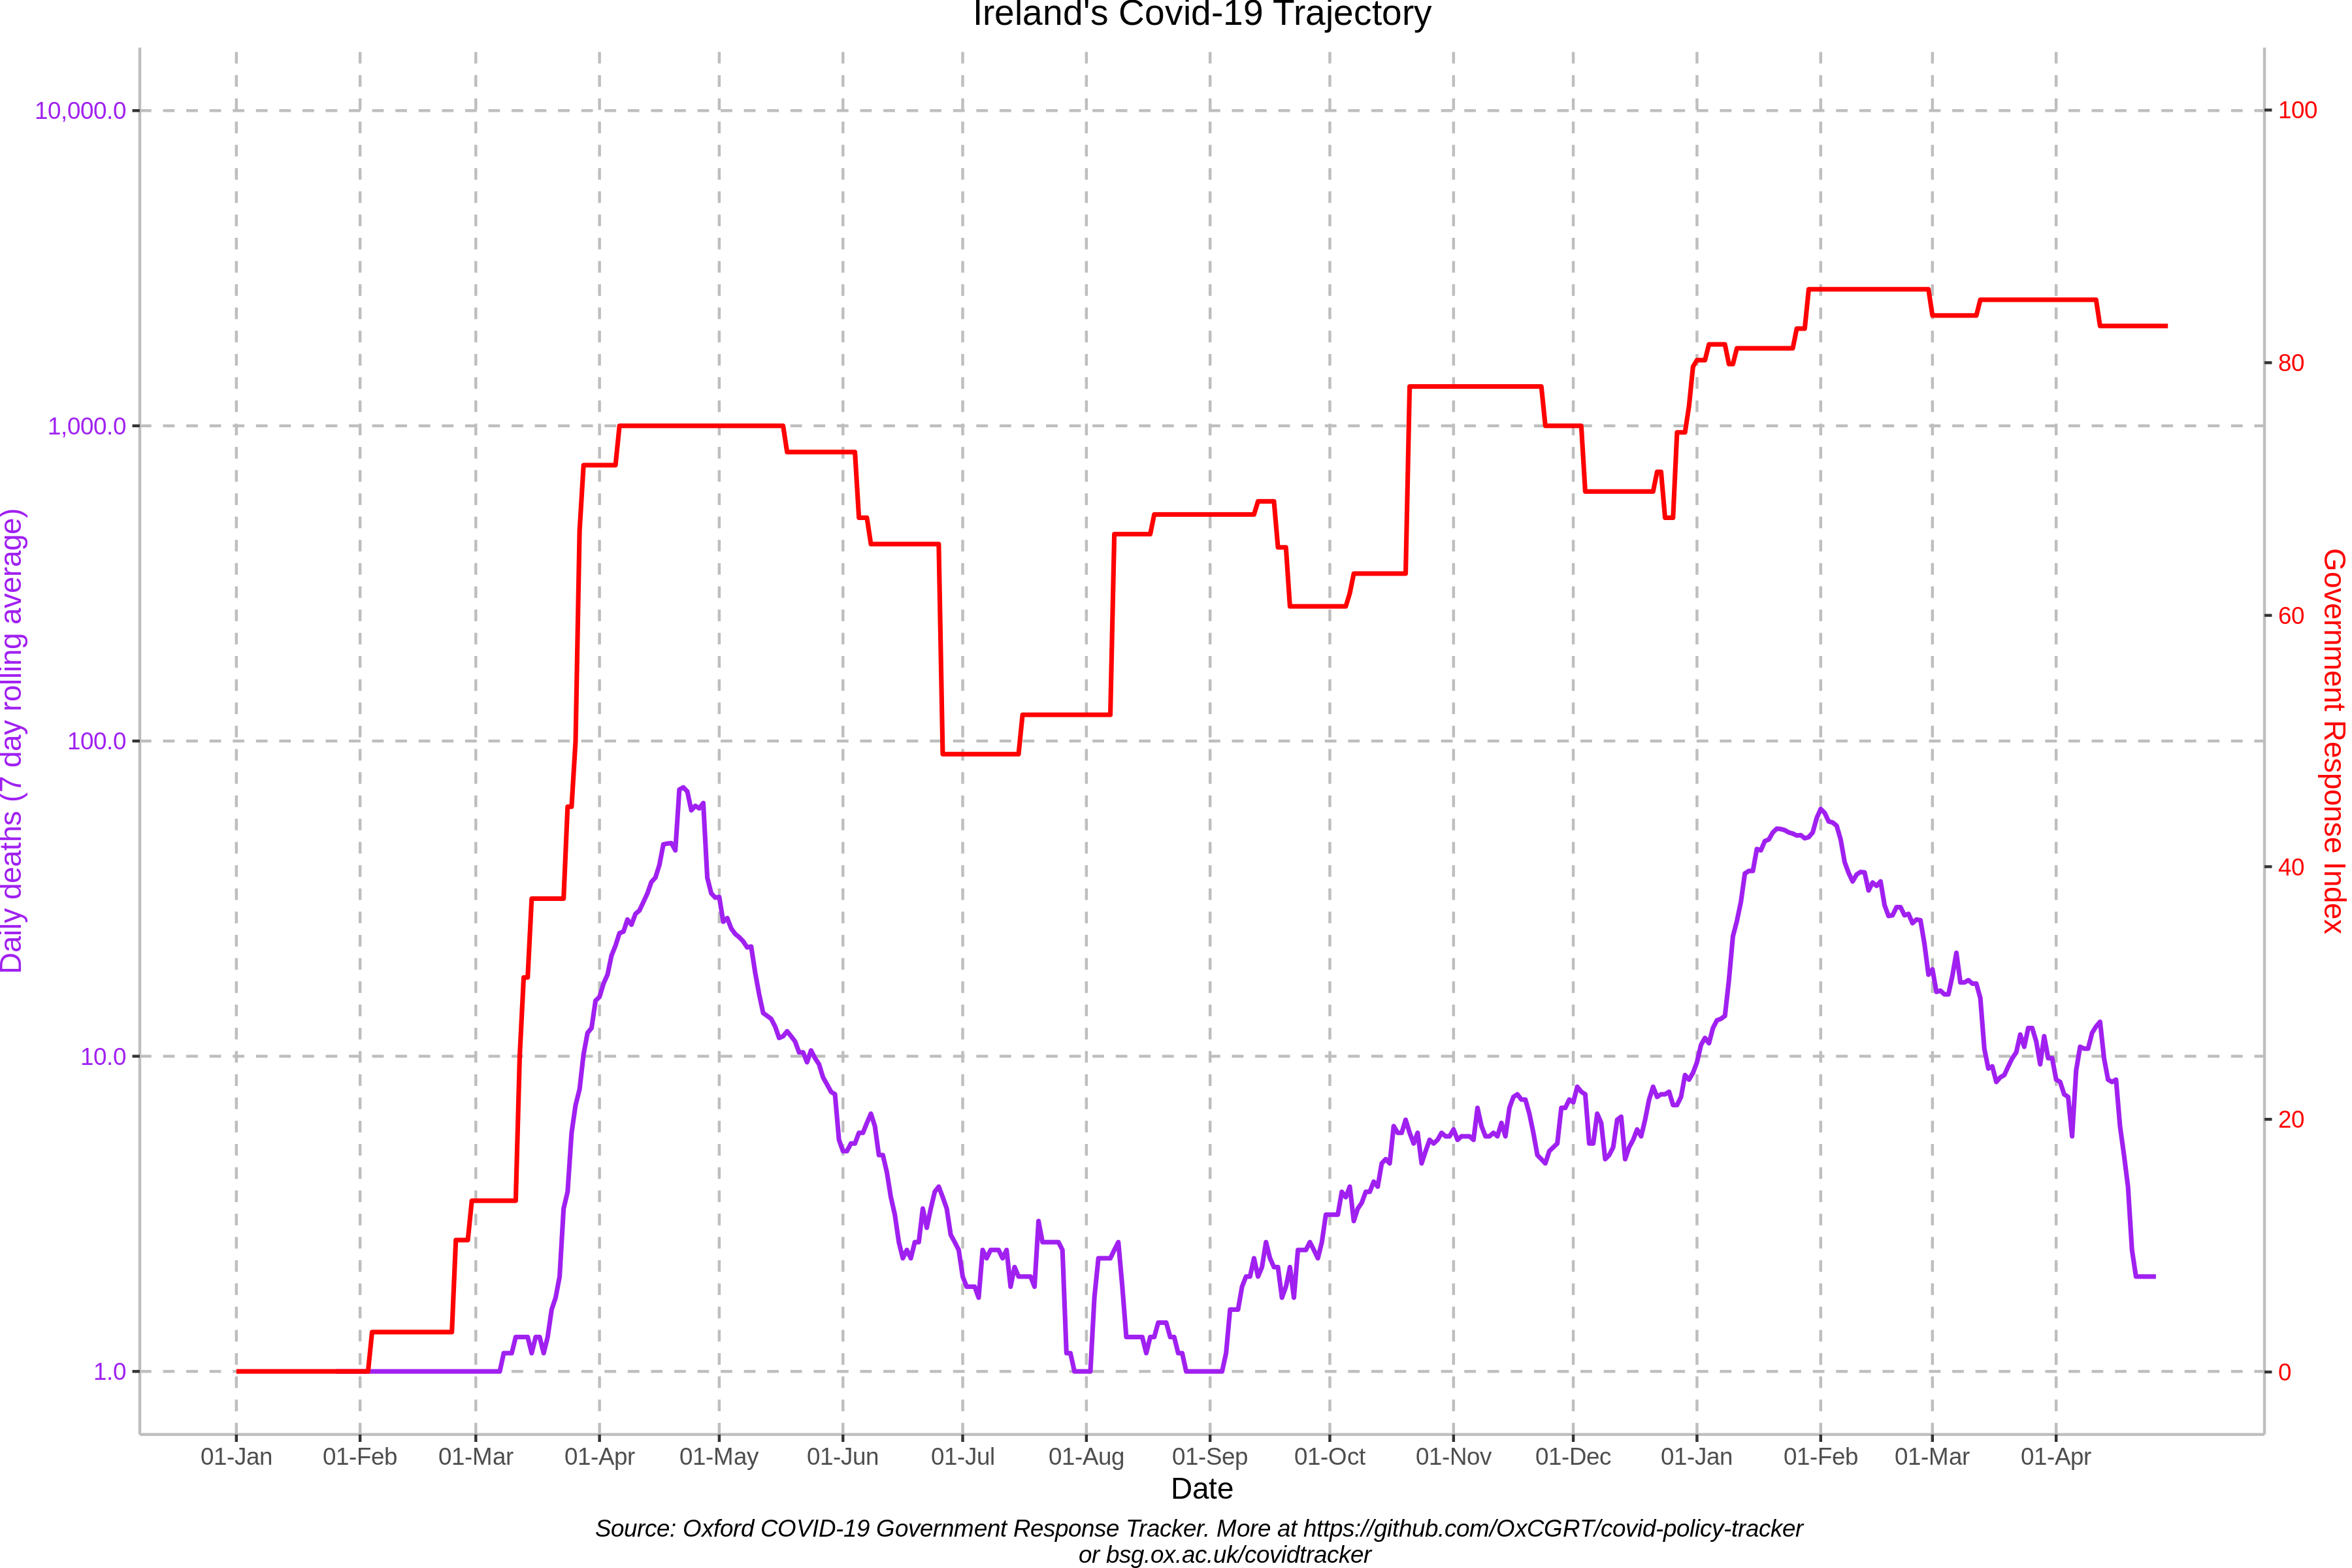 Ireland's Covid-19 Trajectory
10,000.0
1,000.0
100.0
10.0
1.0
Daily deaths (7 day rolling average)
100
80
60
40
20
0
Government Response Index
01-Jan 01-Feb 01-Mar 01-Apr 01-May 01-Jun 01-Jul 01-Aug 01-Sep 01-Oct 01-Nov 01-Dec 01-Jan 01-Feb 01-Mar 01-Apr
Date
Source: Oxford COVID-19 Government Response Tracker. More at https://github.com/OxCGRT/covid-policy-tracker
or bsg.ox.ac.uk/covidtracker